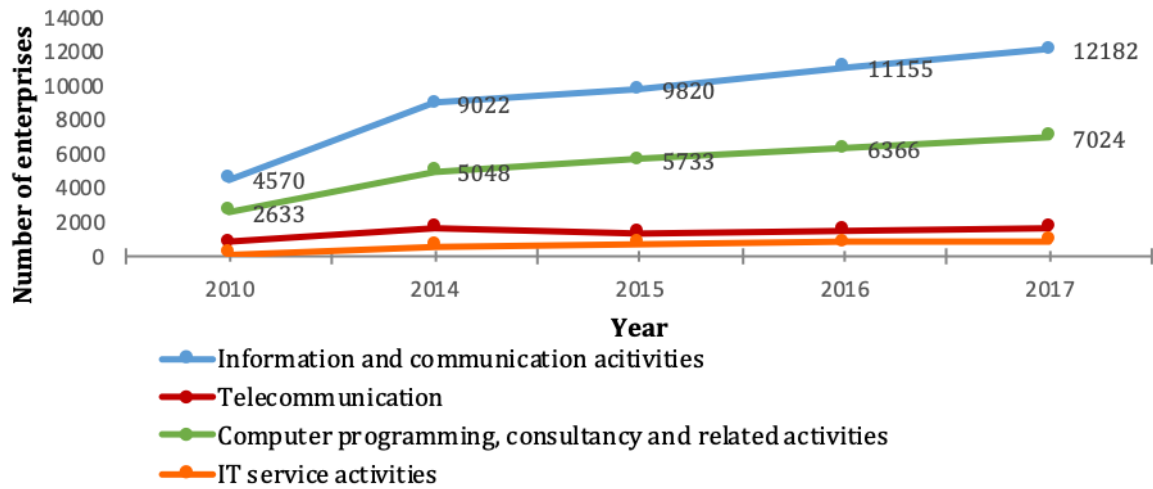 Number of enterprises
14000
12000
10000
8000
6000
4000
2000
0
4570
9022
9820
11155
12182
2633
5048
5733
6366
7024
2010 2014 2015 2016 2017
Year
Information and communication acitivities
Telecommunication
Computer programming, consultancy and related activities
IT service activities